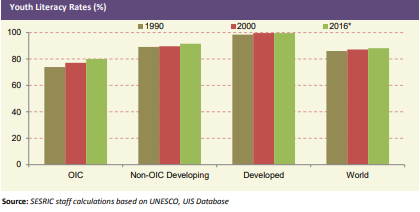 Youth Literacy Rates (%)
1990 2000 2016*
100
80
60
40
20
0
OIC Non-OIC Developing Developed World
Source: SESRIC staff calculations based on UNESCO, UIS Database